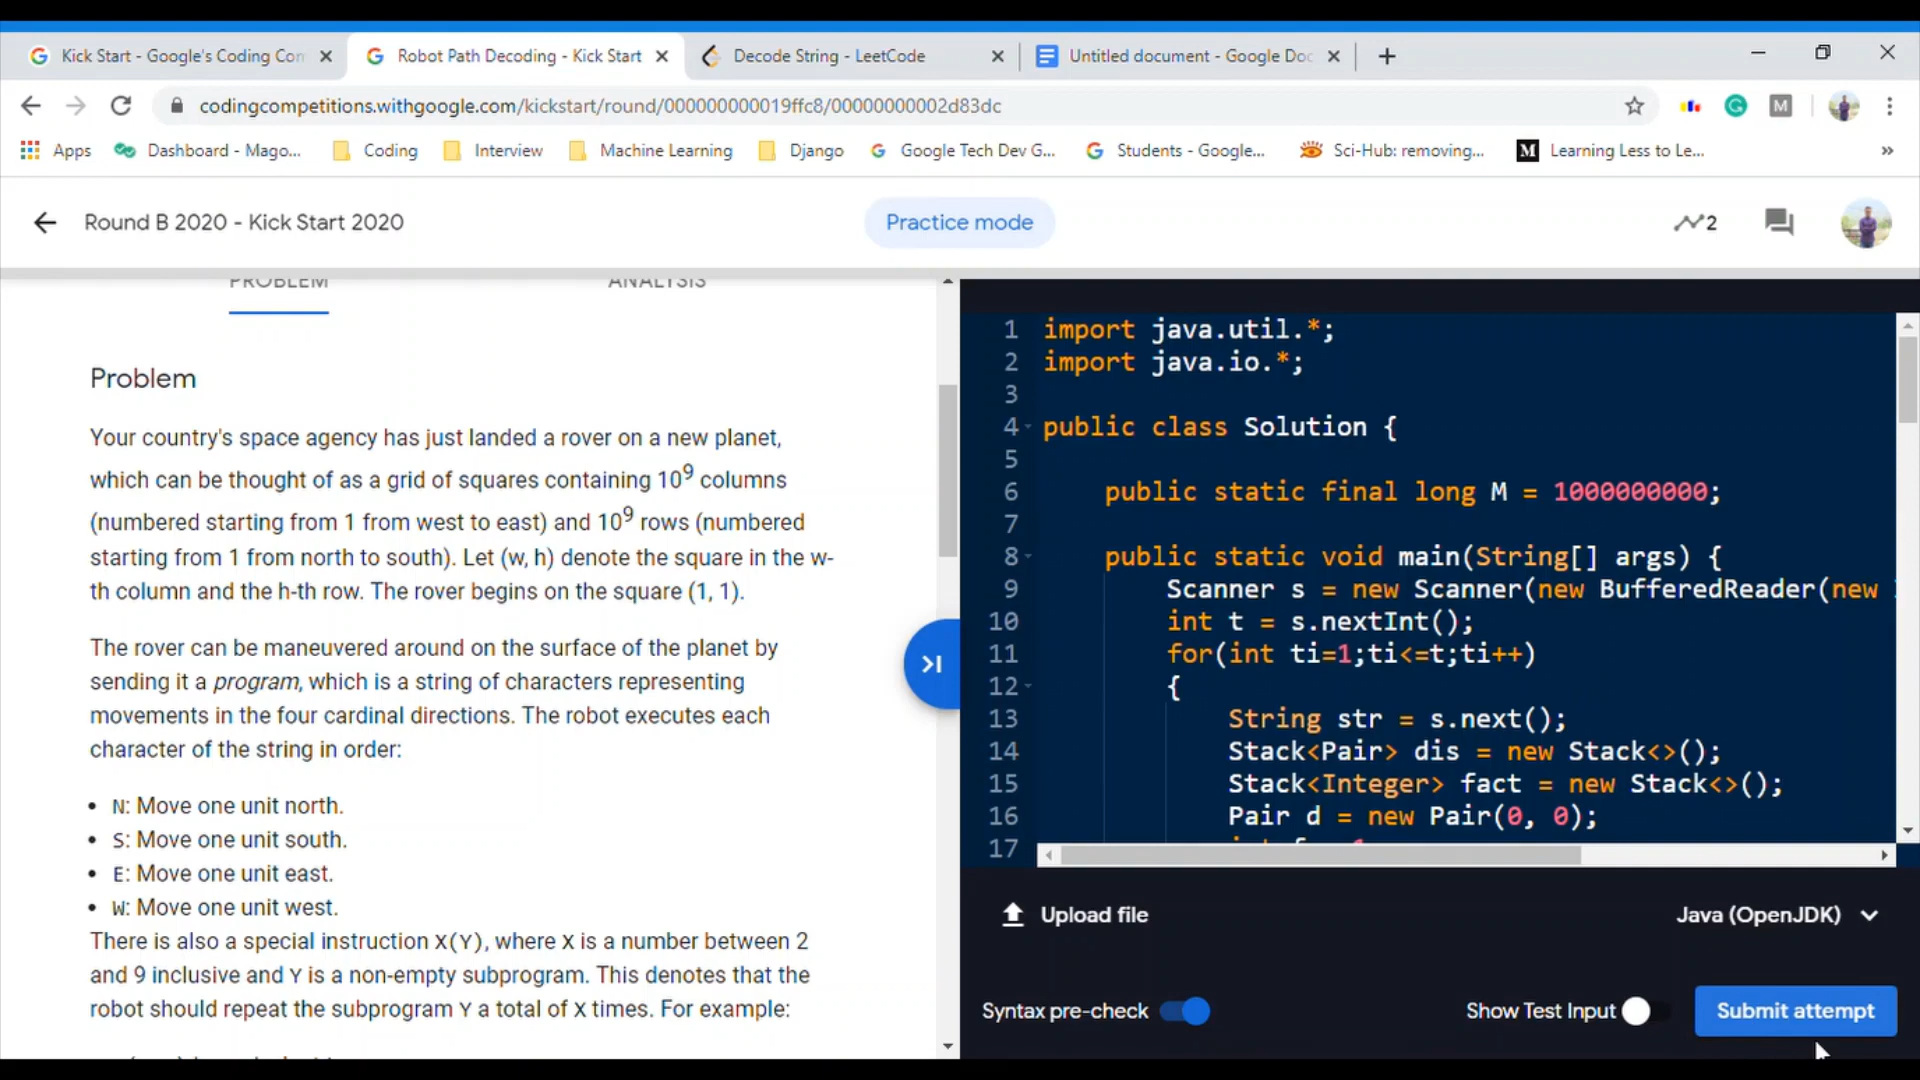 Kick Start - Google's Coding Con
Robot Path Decoding - Kick Start
Decode String - LeetCode
Untitled document - Google Doc
codingcompetitions.withgoogle.com/kickstart/round/000000000019ffc8/00000000002d83dc
Apps
Dashboard - Mago...
Coding
Interview
Machine Learning
Django
Google Tech Dev G...
Students - Google...
Sci-Hub: removing...
Learning Less to Le...
Round B 2020 - Kick Start 2020
Practice mode
2
PROBLEM
ANALYSIS
Problem
Your country's space agency has just landed a rover on a new planet,
which can be thought of as a grid of squares containing 10⁹ columns
(numbered starting from 1 from west to east) and 10⁹ rows (numbered
starting from 1 from north to south). Let (w, h) denote the square in the w-
th column and the h-th row. The rover begins on the square (1, 1).
The rover can be maneuvered around on the surface of the planet by
sending it a program, which is a string of characters representing
movements in the four cardinal directions. The robot executes each
character of the string in order:
• N: Move one unit north.
• S: Move one unit south.
• E: Move one unit east.
• W: Move one unit west.
There is also a special instruction X(Y), where X is a number between 2
and 9 inclusive and Y is a non-empty subprogram. This denotes that the
robot should repeat the subprogram Y a total of X times. For example:
1 import java.util.*;
2 import java.io.*;
3
4 public class Solution {
5
6 public static final long M = 1000000000;
7
8 public static void main(String[] args) {
9 Scanner s = new Scanner(new BufferedReader(new
10 int t = s.nextInt();
11 for(int ti=1;ti<=t;ti++)
12 {
13 String str = s.next();
14 Stack<Pair> dis = new Stack<>();
15 Stack<Integer> fact = new Stack<>();
16 Pair d = new Pair(0, 0);
17
Upload file
Java (OpenJDK)
Syntax pre-check
Show Test Input
Submit attempt